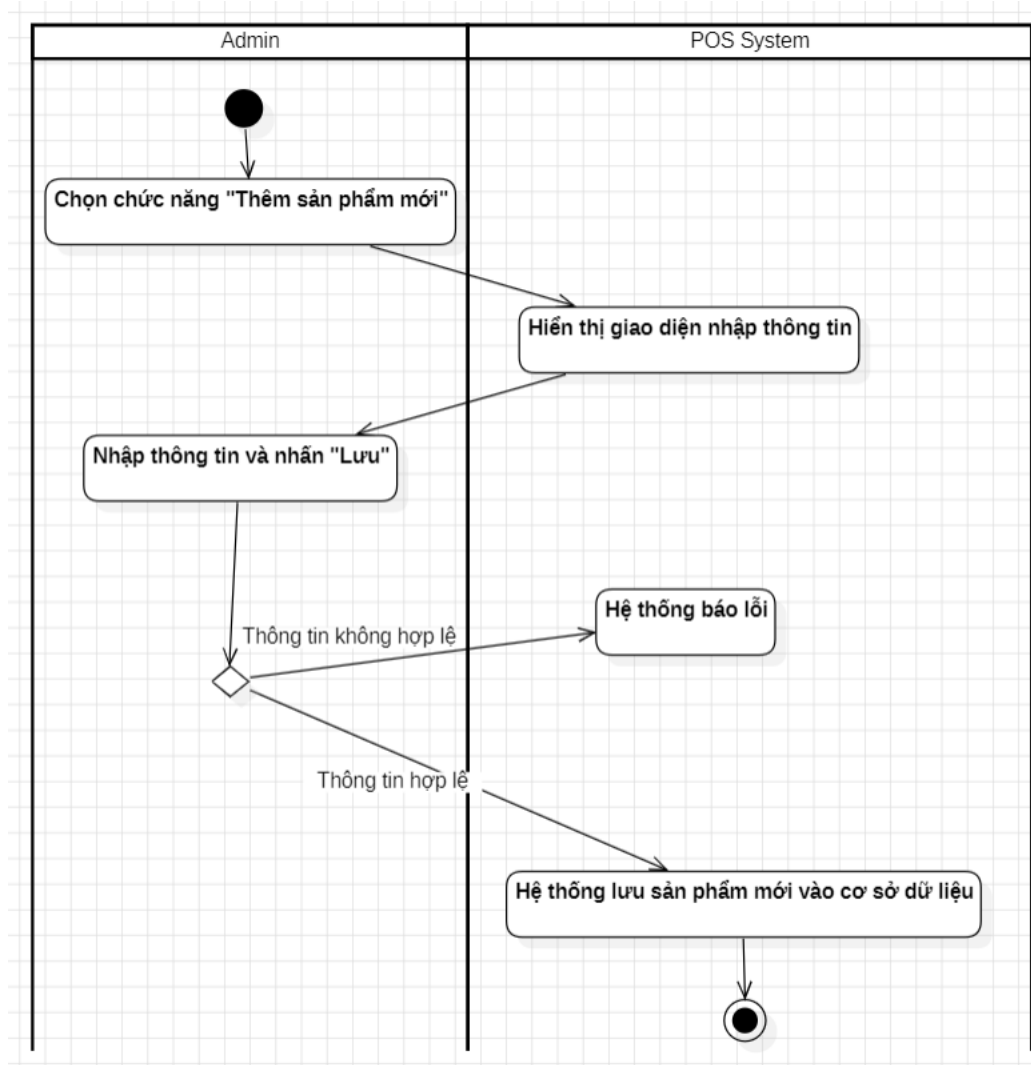 Admin
POS System
Chọn chức năng "Thêm sản phẩm mới"
Hiển thị giao diện nhập thông tin
Nhập thông tin và nhấn "Lưu"
Hệ thống báo lỗi
Thông tin không hợp lệ
Thông tin hợp lệ
Hệ thống lưu sản phẩm mới vào cơ sở dữ liệu